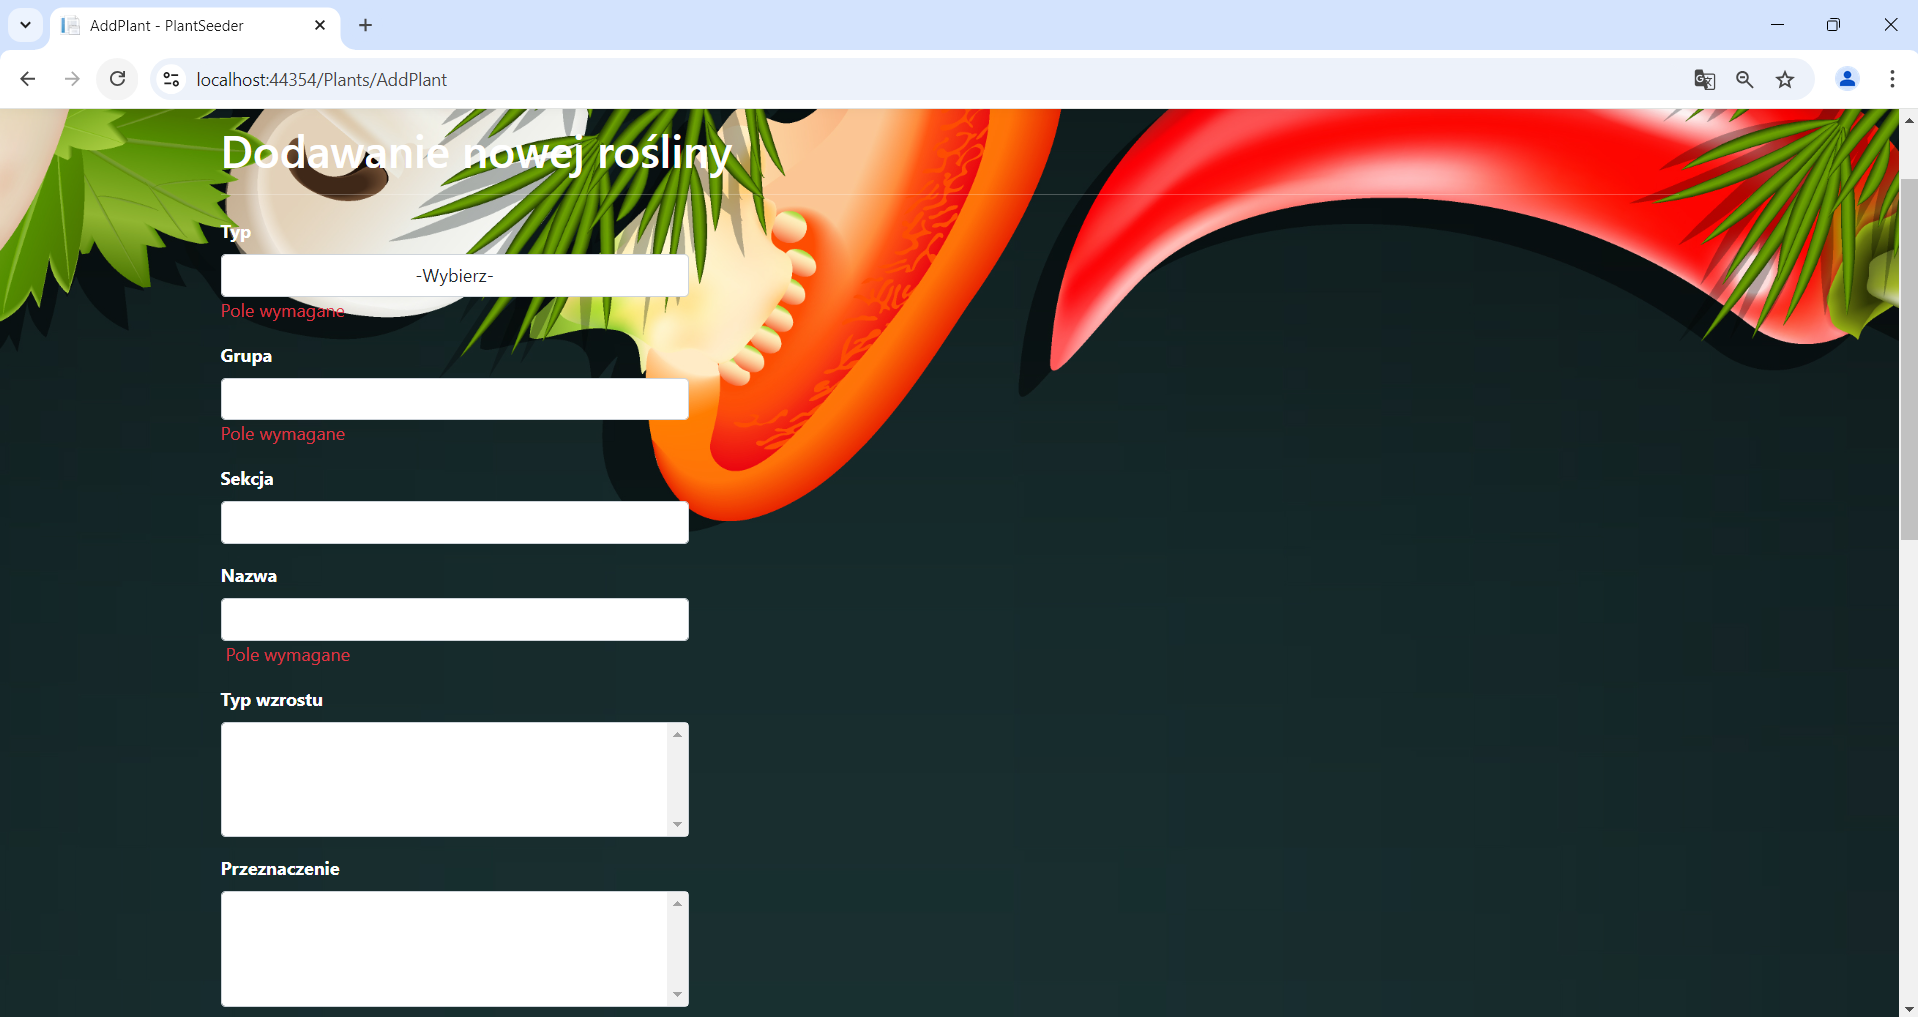 AddPlant - PlantSeeder
localhost:44354/Plants/AddPlant
Dodawanie nowej rośliny
Typ
-Wybierz-
Pole wymagane
Grupa
Pole wymagane
Sekcja
Nazwa
Pole wymagane
Typ wzrostu
Przeznaczenie